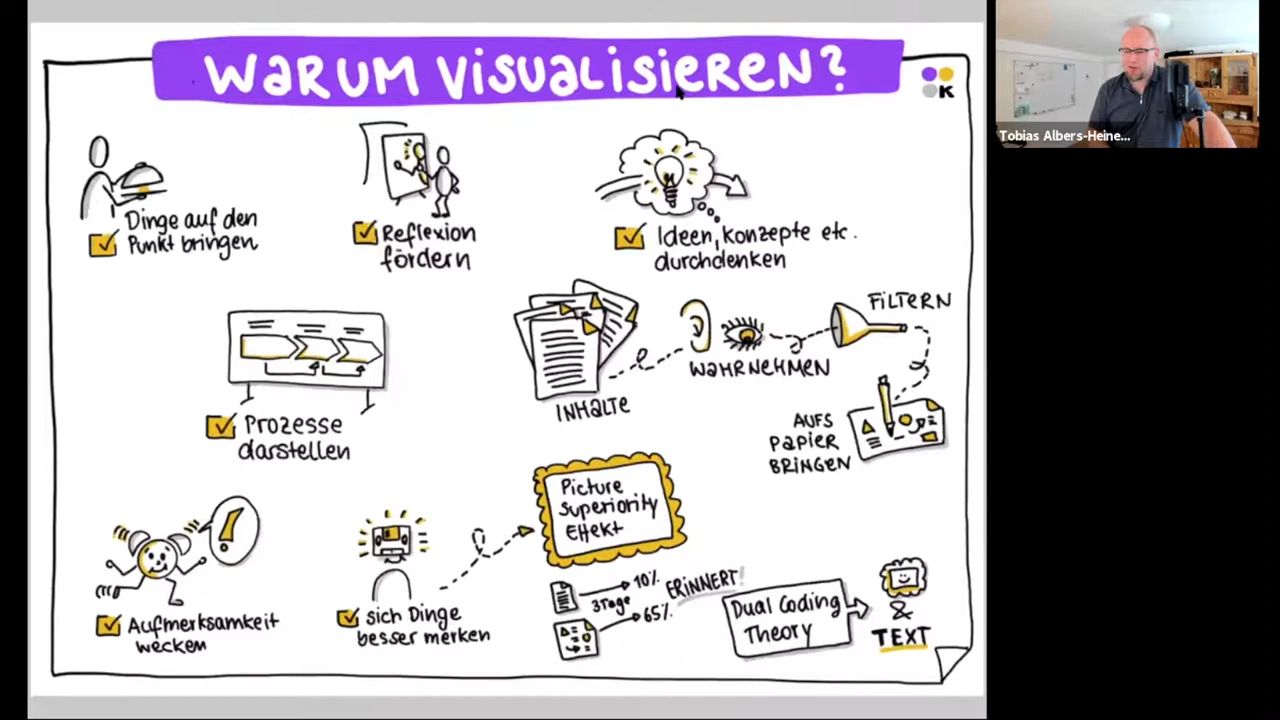 WARUM VISUALISIEREN?
K
Tobias Albers-Heine...
Dinge auf den
Punkt bringen
Reflexion
fördern
Ideen, Konzepte etc.
durchdenken
Prozesse
darstellen
INHALTE
WAHRNEHMEN
FILTERN
AUFS
PAPIER
BRINGEN
Aufmerksamkeit
wecken
sich Dinge
besser merken
Picture
Superiority
Effekt
3 Tage
10%
65%
ERINNERT!
Dual Coding
Theory
&
TEXT